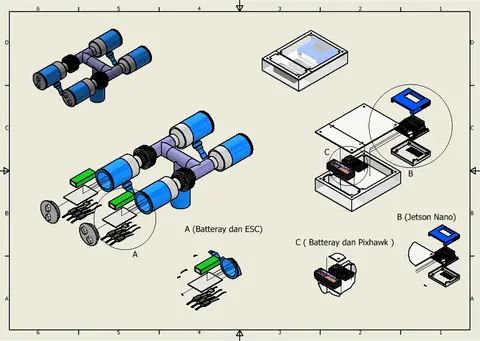 6 5 4 3 2 1
D D
C C
C
B
B B
A (Batteray dan ESC)
B (Jetson Nano)
C ( Batteray dan Pixhawk )
A
A A
6 5 4 3 2 1